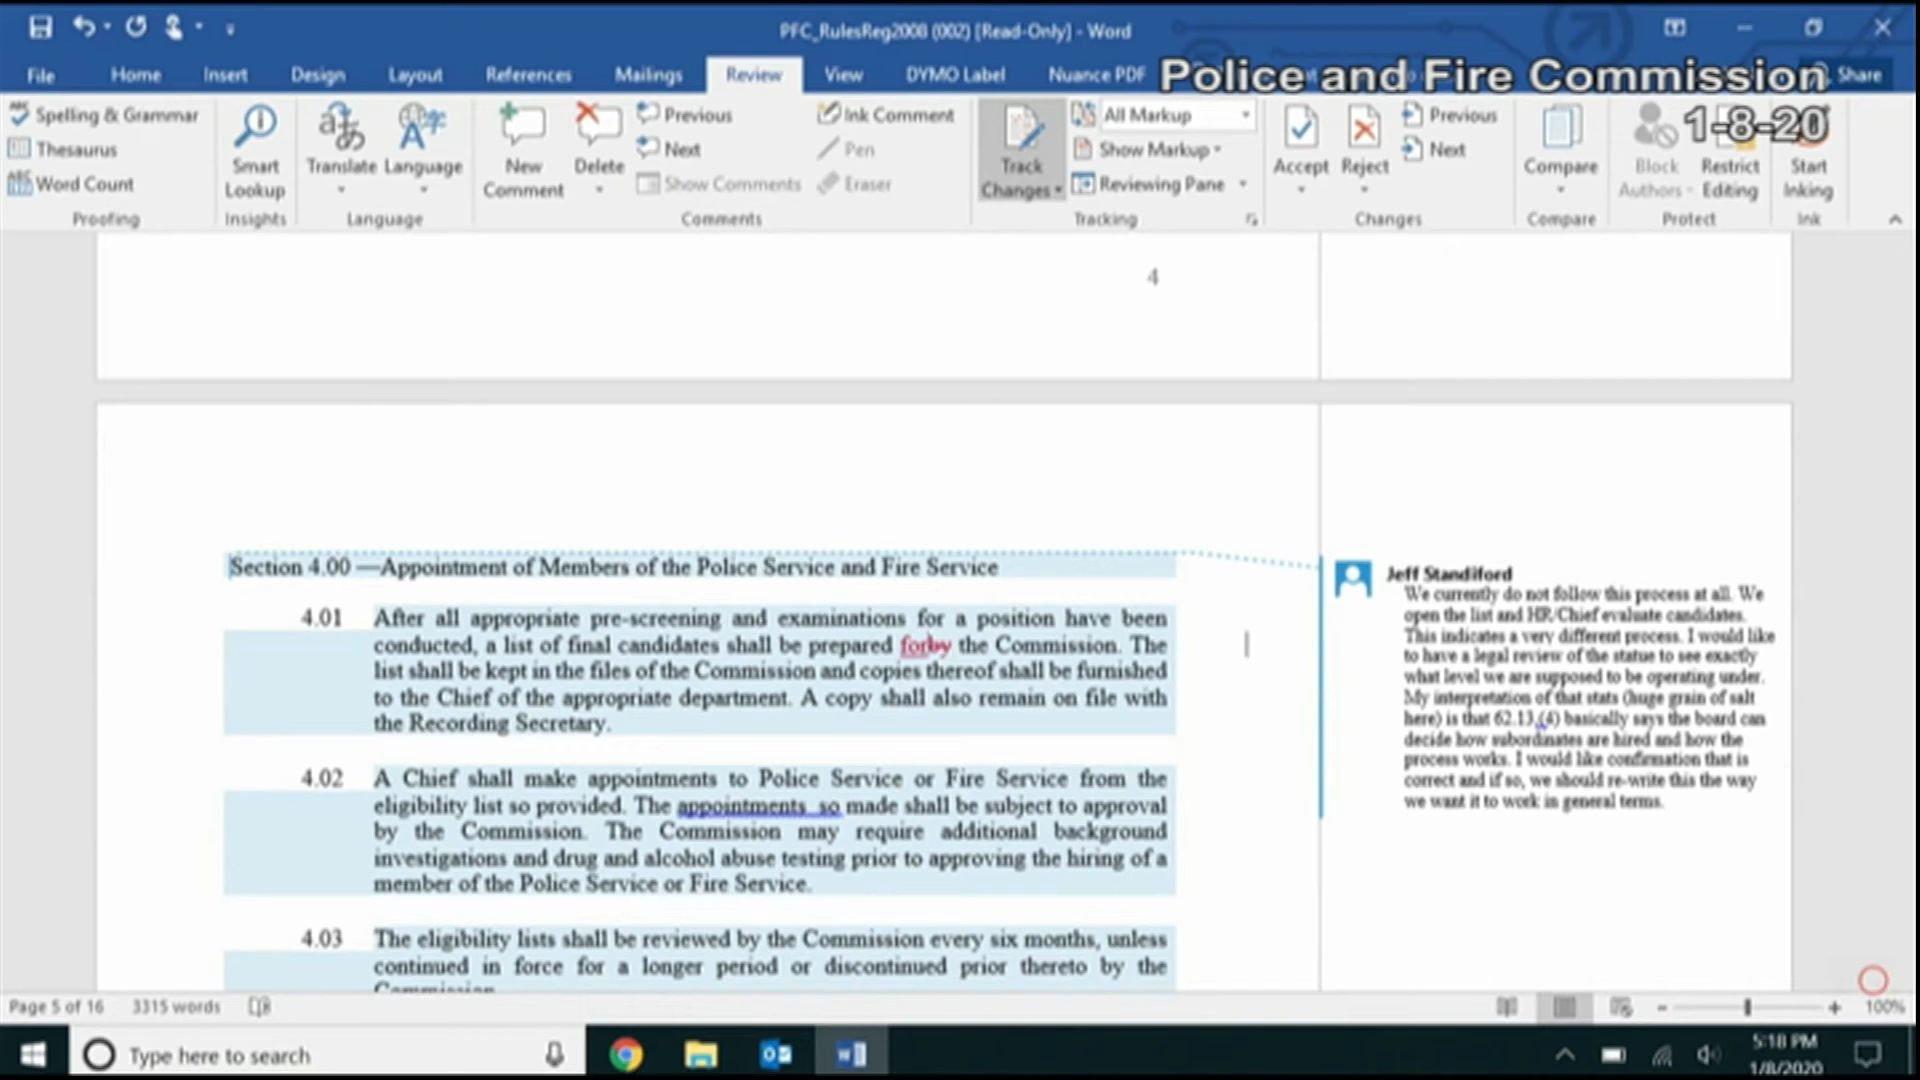 PFC_RulesReg2008 (002) [Read-Only] - Word
File Home Insert Design Layout References Mailings Review View DYMO Label Nuance PDF Share
Police and Fire Commission
1-8-20
Spelling & Grammar
Thesaurus
Word Count
Proofing
Smart
Lookup
Insights
Translate Language
Language
New
Comment
Delete
Previous
Next
Show Comments
Ink Comment
Pen
Eraser
Comments
Track
Changes
All Markup
Show Markup
Reviewing Pane
Tracking
Accept Reject
Previous
Next
Changes
Compare
Compare
Block
Authors
Restrict
Editing
Protect
Start
Inking
Ink
4
Section 4.00 —Appointment of Members of the Police Service and Fire Service
4.01 After all appropriate pre-screening and examinations for a position have been
conducted, a list of final candidates shall be prepared forby the Commission. The
list shall be kept in the files of the Commission and copies thereof shall be furnished
to the Chief of the appropriate department. A copy shall also remain on file with
the Recording Secretary.
4.02 A Chief shall make appointments to Police Service or Fire Service from the
eligibility list so provided. The appointments so made shall be subject to approval
by the Commission. The Commission may require additional background
investigations and drug and alcohol abuse testing prior to approving the hiring of a
member of the Police Service or Fire Service.
4.03 The eligibility lists shall be reviewed by the Commission every six months, unless
continued in force for a longer period or discontinued prior thereto by the
Commission.
Jeff Standiford
We currently do not follow this process at all. We
open the list and HR/Chief evaluate candidates.
This indicates a very different process. I would like
to have a legal review of the statue to see exactly
what level we are supposed to be operating under.
My interpretation of that stats (huge grain of salt
here) is that 62.13.(4) basically says the board can
decide how subordinates are hired and how the
process works. I would like confirmation that is
correct and if so, we should re-write this the way
we want it to work in general terms.
Page 5 of 16 3315 words
100%
Type here to search
5:18 PM
1/8/2020